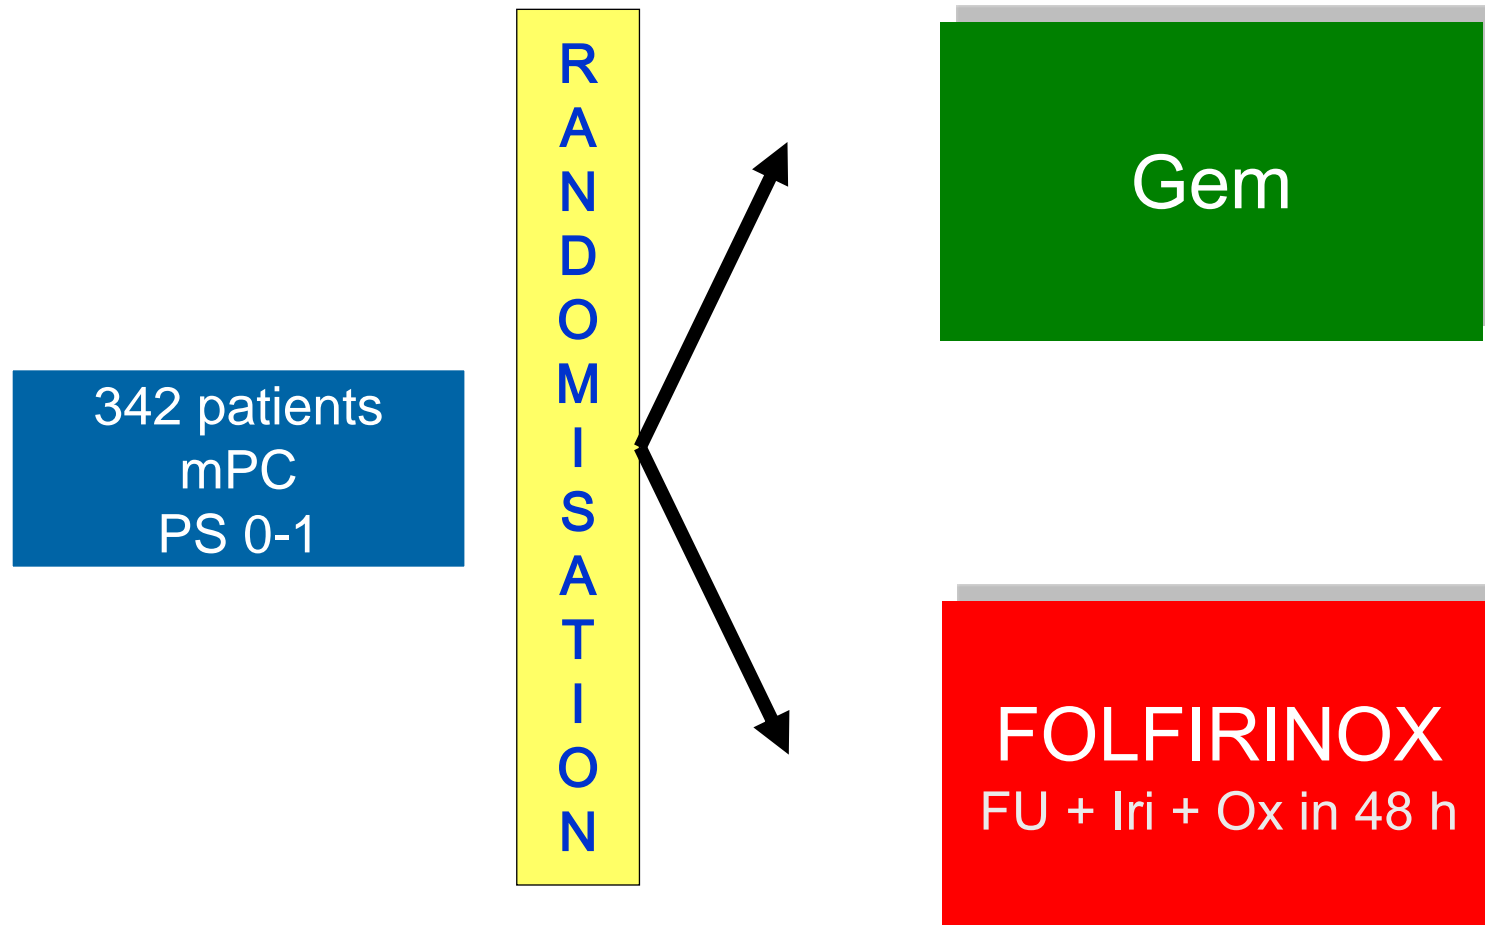 342 patients
mPC
PS 0-1
R
A
N
D
O
M
I
S
A
T
I
O
N
Gem
FOLFIRINOX
FU + Iri + Ox in 48 h